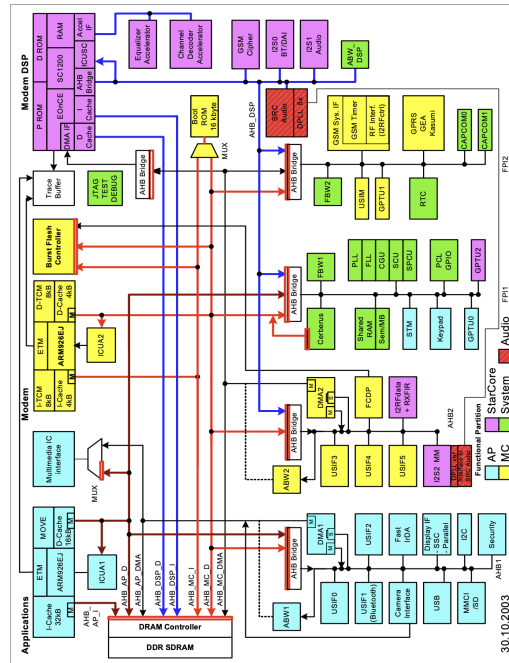 Applications
Modem
Modem DSP
I-Cache
32kB
M
ETM
ARM926EJ
MOVE
D-Cache
16kB
M
ICUA1
Multimedia IC
interface
MUX
I-TCM
8kB
I-Cache
4kB
M
ETM
ARM926EJ
D-TCM
8kB
D-Cache
4kB
M
ICUA2
Burst Flash
Controller
Trace
Buffer
JTAG
TEST
DEBUG
AHB Bridge
P ROM
D ROM
EOnCE
SC1200
RAM
DMA IF
D
Cache
I
Cache
AHB
Bridge
ICUSC
Accel
IF
Boot
ROM
16 kbyte
MUX
Equalizer
Accelerator
Channel
Decoder
Accelerator
GSM
Cipher
I2S0
BT/DAI
I2S1
Audio
ABW_
DSP
AHB_
AP_I
AHB_AP_D
AHB_AP_DMA
AHB_DSP_D
AHB_DSP_I
AHB_MC_I
AHB_MC_D
AHB_MC_DMA
AHB_DSP
DRAM Controller
DDR SDRAM
ABW1
AHB Bridge
DMA1
M
S
M
USIF0
USIF1
(Bluetooth)
Camera
Interface
USB
MMCI
/SD
USIF2
Fast
IrDA
Display IF
- SSC
- Parallel
I2C
Security
AHB1
ABW2
AHB Bridge
DMA2
M
S
M
USIF3
USIF4
USIF5
FCDP
I2RFdata
+ RXFIR
I2S2 MM
AHB2
AHB Bridge
Cerberus
FBW1
Shared
RAM
Sem/MB
PLL
FLL
CGU
SCU
SPCU
STM
Keypad
GPTU0
PCL
GPIO
GPTU2
FPI1
AHB Bridge
SRC
Audio
DPLL_fix
FBW2
USIM
GPTU1
RTC
GSM Sys. IF
GSM Timer
RF Interf.
(I2RFctrl)
GPRS
GEA
Kasumi
CAPCOM0
CAPCOM1
FPI2
Functional Partition
AP
MC
StarCore
System
Audio
30.10.2003